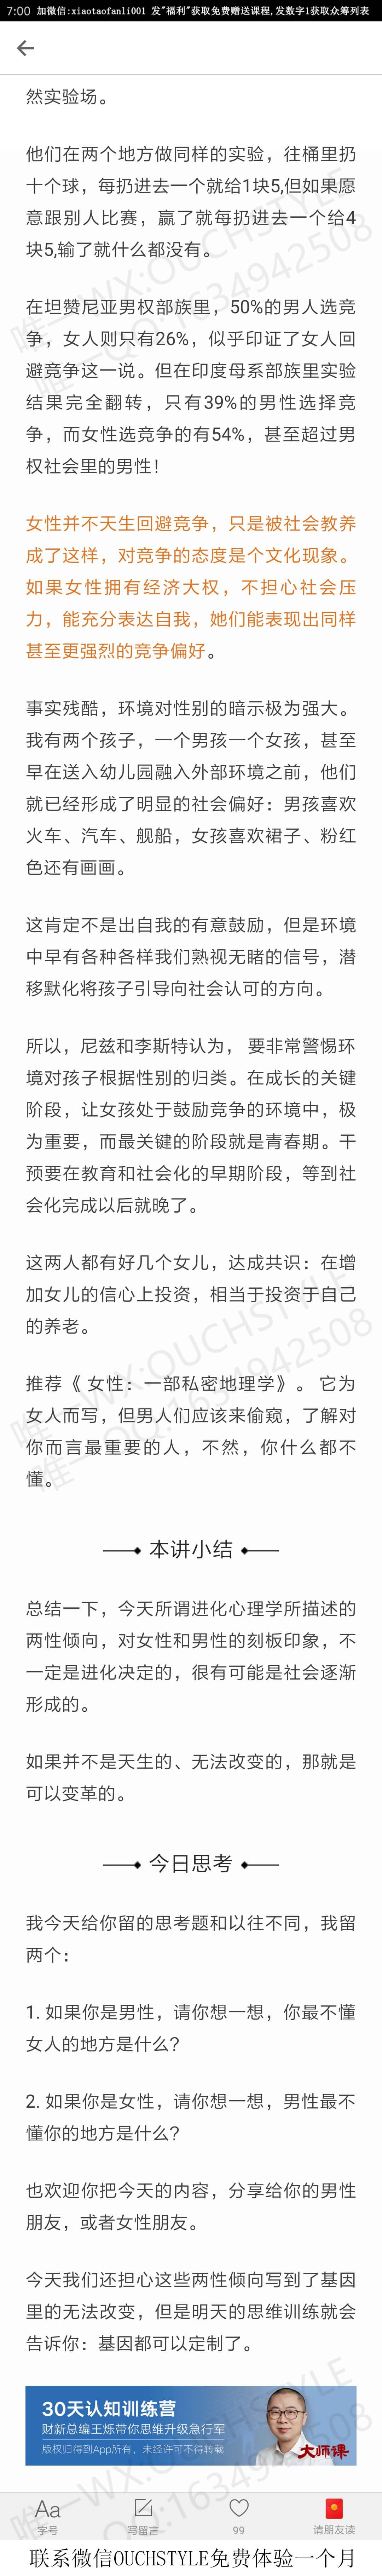 7:00 加微信:xiaotaofanli001 发"福利"获取免费赠送课程,发数字1获取众筹列表
然实验场。
他们在两个地方做同样的实验，往桶里扔
十个球，每扔进去一个就给1块5,但如果愿
意跟别人比赛，赢了就每扔进去一个给4
块5,输了就什么都没有。
在坦赞尼亚男权部族里，50%的男人选竞
争，女人则只有26%，似乎印证了女人回
避竞争这一说。但在印度母系部族里实验
结果完全翻转，只有39%的男性选择竞
争，而女性选竞争的有54%，甚至超过男
权社会里的男性！
女性并不天生回避竞争，只是被社会教养
成了这样，对竞争的态度是个文化现象。
如果女性拥有经济大权，不担心社会压
力，能充分表达自我，她们能表现出同样
甚至更强烈的竞争偏好。
事实残酷，环境对性别的暗示极为强大。
我有两个孩子，一个男孩一个女孩，甚至
早在送入幼儿园融入外部环境之前，他们
就已经形成了明显的社会偏好：男孩喜欢
火车、汽车、舰船，女孩喜欢裙子、粉红
色还有画画。
这肯定不是出自我的有意鼓励，但是环境
中早有各种各样我们熟视无睹的信号，潜
移默化将孩子引导向社会认可的方向。
所以，尼兹和李斯特认为， 要非常警惕环
境对孩子根据性别的归类。在成长的关键
阶段，让女孩处于鼓励竞争的环境中，极
为重要，而最关键的阶段就是青春期。干
预要在教育和社会化的早期阶段，等到社
会化完成以后就晚了。
这两人都有好几个女儿，达成共识：在增
加女儿的信心上投资，相当于投资于自己
的养老。
推荐《 女性：一部私密地理学》。 它为
女人而写，但男人们应该来偷窥，了解对
你而言最重要的人，不然，你什么都不
懂。
本讲小结
总结一下，今天所谓进化心理学所描述的
两性倾向，对女性和男性的刻板印象，不
一定是进化决定的，很有可能是社会逐渐
形成的。
如果并不是天生的、无法改变的，那就是
可以变革的。
今日思考
我今天给你留的思考题和以往不同，我留
两个：
1. 如果你是男性，请你想一想，你最不懂
女人的地方是什么？
2. 如果你是女性，请你想一想，男性最不
懂你的地方是什么？
也欢迎你把今天的内容，分享给你的男性
朋友，或者女性朋友。
今天我们还担心这些两性倾向写到了基因
里的无法改变，但是明天的思维训练就会
告诉你：基因都可以定制了。
30天认知训练营
财新总编王烁带你思维升级急行军
版权归得到App所有，未经许可不得转载
大师课
Aa 99
字号 写留言 请朋友读
联系微信OUCHSTYLE免费体验一个月
唯一WX:OUCHSTYLE
唯一QQ:1634942508
唯一WX:OUCHSTYLE
唯一QQ:1634942508
唯一WX:OUCHSTYLE
唯一QQ:1634942508